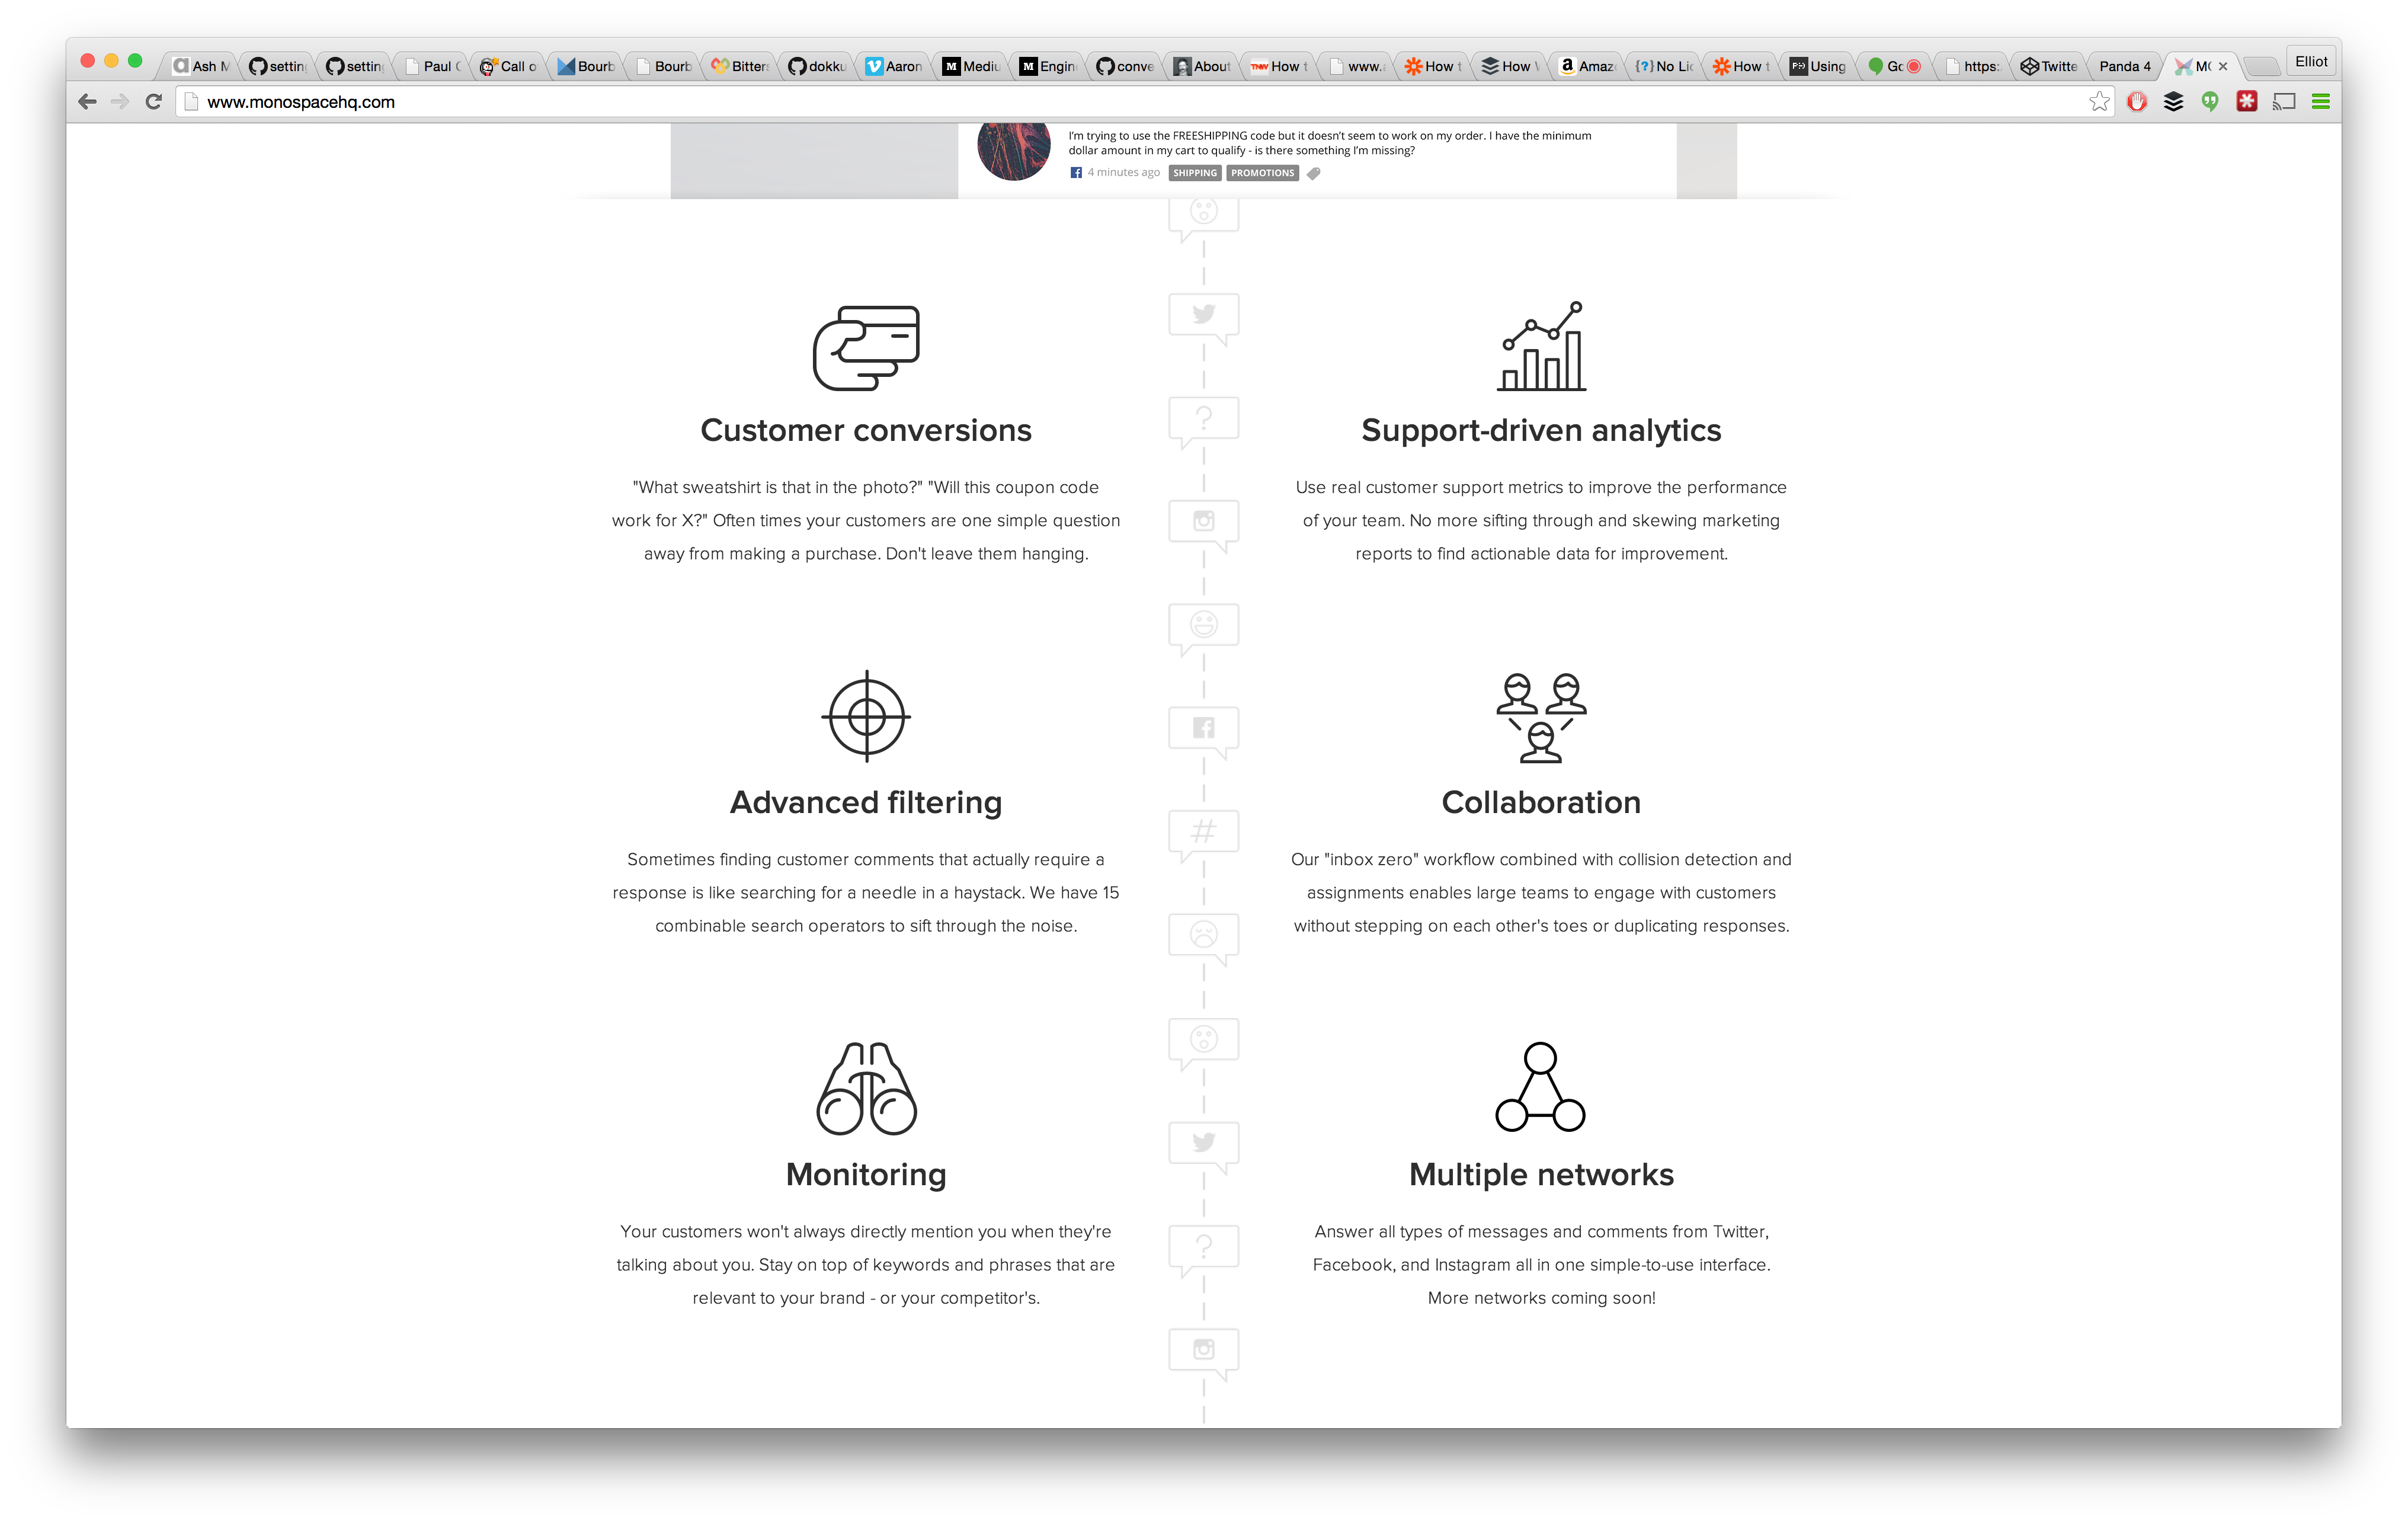 Ash M
settin
settin
Paul
Call o
Bourb
Bourb
Bitter
dokku
Aaron
Mediu
Engin
conve
About
TNW How t
www.
How t
How
Amaz
{?} No Li
How t
Using
Go
https:
Twitte
Panda 4
Elliot
www.monospacehq.com
I'm trying to use the FREESHIPPING code but it doesn't seem to work on my order. I have the minimum
dollar amount in my cart to qualify - is there something I'm missing?
4 minutes ago SHIPPING PROMOTIONS
Customer conversions
"What sweatshirt is that in the photo?" "Will this coupon code
work for X?" Often times your customers are one simple question
away from making a purchase. Don't leave them hanging.
Support-driven analytics
Use real customer support metrics to improve the performance
of your team. No more sifting through and skewing marketing
reports to find actionable data for improvement.
Advanced filtering
Sometimes finding customer comments that actually require a
response is like searching for a needle in a haystack. We have 15
combinable search operators to sift through the noise.
Collaboration
Our "inbox zero" workflow combined with collision detection and
assignments enables large teams to engage with customers
without stepping on each other's toes or duplicating responses.
Monitoring
Your customers won't always directly mention you when they're
talking about you. Stay on top of keywords and phrases that are
relevant to your brand - or your competitor's.
Multiple networks
Answer all types of messages and comments from Twitter,
Facebook, and Instagram all in one simple-to-use interface.
More networks coming soon!